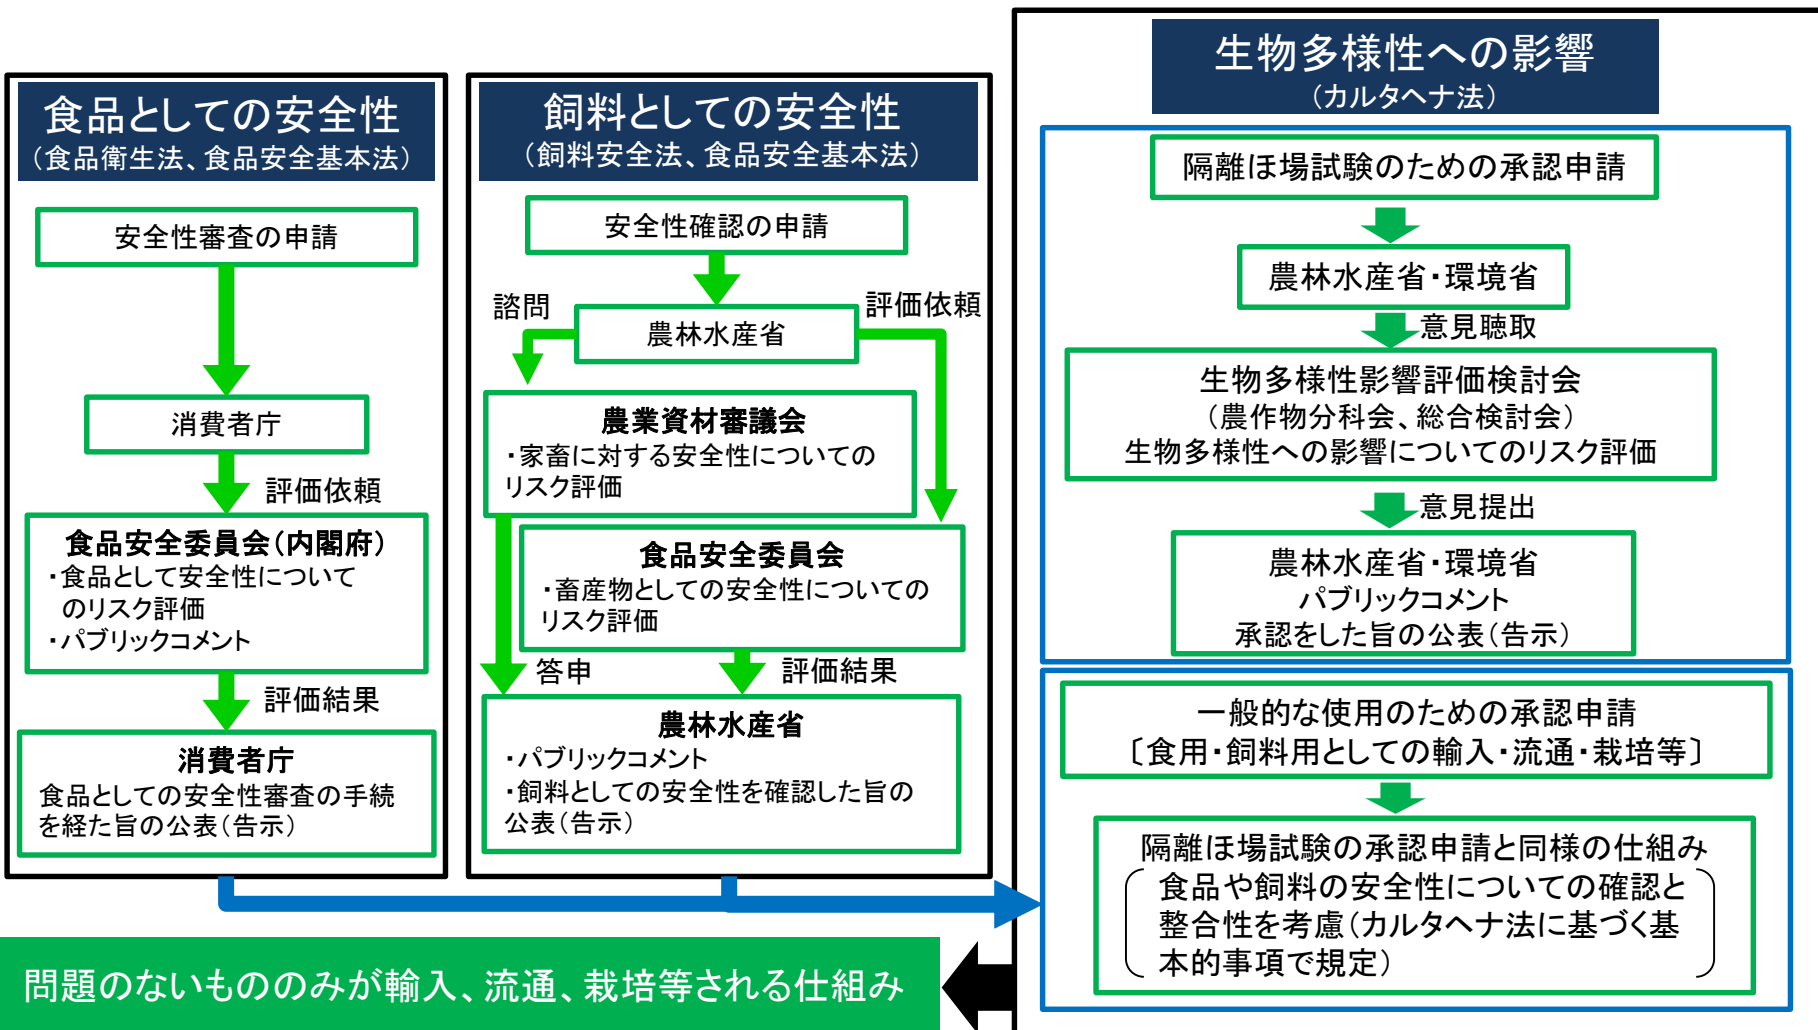 食品としての安全性
（食品衛生法、食品安全基本法）
安全性審査の申請
消費者庁
評価依頼
食品安全委員会（内閣府）
・食品として安全性について
のリスク評価
・パブリックコメント
評価結果
消費者庁
食品としての安全性審査の手続
を経た旨の公表（告示）
飼料としての安全性
（飼料安全法、食品安全基本法）
安全性確認の申請
諮問
評価依頼
農林水産省
農業資材審議会
・家畜に対する安全性についての
リスク評価
食品安全委員会
・畜産物としての安全性についての
リスク評価
答申
評価結果
農林水産省
・パブリックコメント
・飼料としての安全性を確認した旨の
公表（告示）
生物多様性への影響
（カルタヘナ法）
隔離ほ場試験のための承認申請
農林水産省・環境省
意見聴取
生物多様性影響評価検討会
（農作物分科会、総合検討会）
生物多様性への影響についてのリスク評価
意見提出
農林水産省・環境省
パブリックコメント
承認をした旨の公表（告示）
一般的な使用のための承認申請
〔食用・飼料用としての輸入・流通・栽培等〕
隔離ほ場試験の承認申請と同様の仕組み
食品や飼料の安全性についての確認と
整合性を考慮（カルタヘナ法に基づく基
本的事項で規定）
問題のないもののみが輸入、流通、栽培等される仕組み